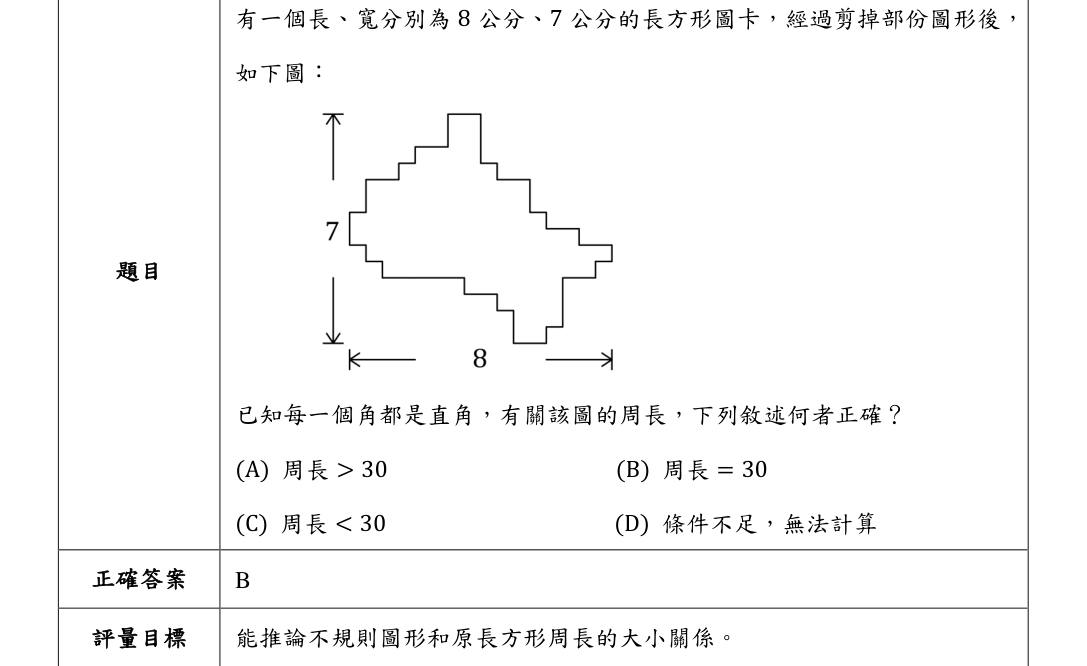 有一個長、寬分別為 8 公分、7 公分的長方形圖卡，經過剪掉部份圖形後，
如下圖：
7
題目
8
已知每一個角都是直角，有關該圖的周長，下列敘述何者正確？
(A) 周長 > 30 (B) 周長 = 30
(C) 周長 < 30 (D) 條件不足，無法計算
正確答案 B
評量目標 能推論不規則圖形和原長方形周長的大小關係。